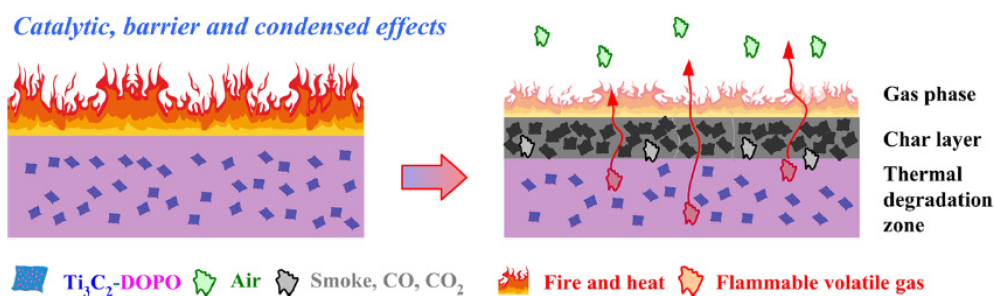 Catalytic, barrier and condensed effects
Gas phase
Char layer
Thermal
degradation
zone
Ti₃C₂-DOPO Air Smoke, CO, CO₂ Fire and heat Flammable volatile gas